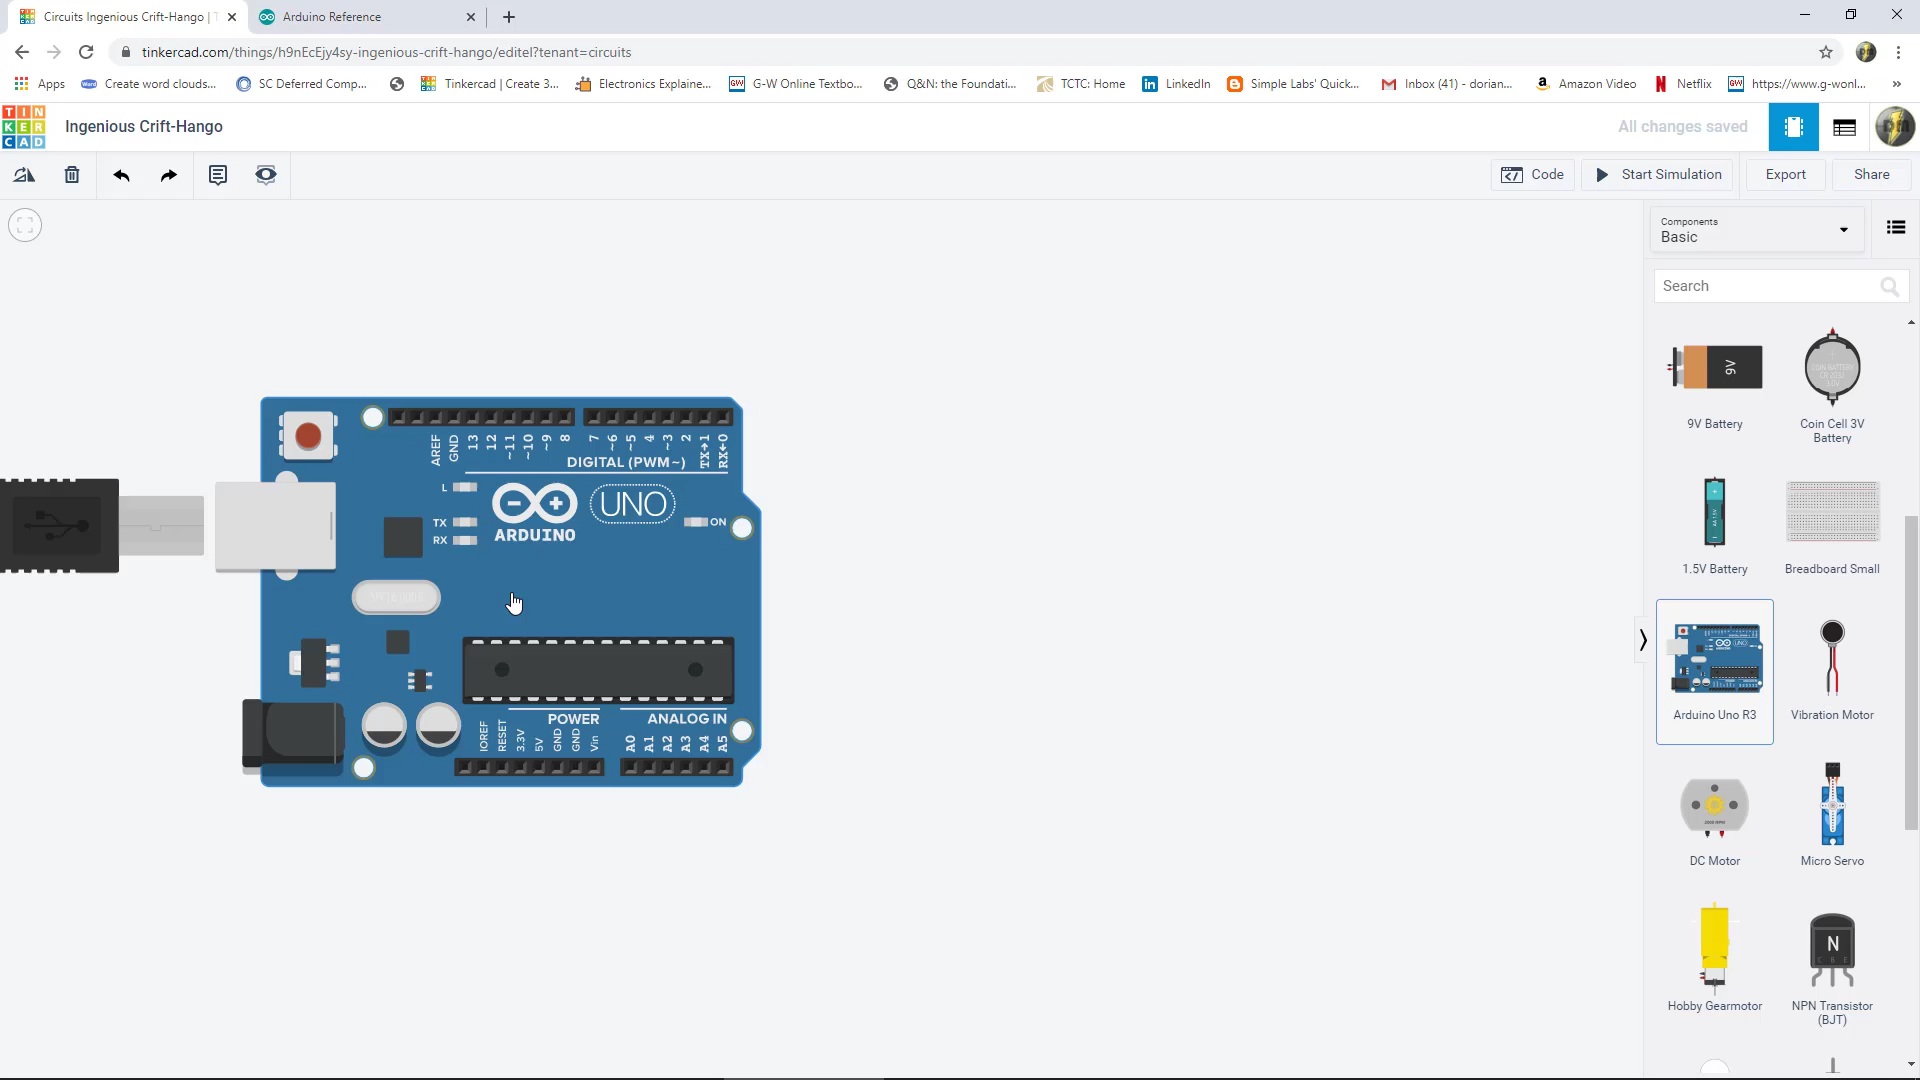 Circuits Ingenious Crift-Hango |
Arduino Reference
tinkercad.com/things/h9nEcEjy4sy-ingenious-crift-hango/editel?tenant=circuits
Apps
Create word clouds...
SC Deferred Comp...
Tinkercad | Create 3...
Electronics Explaine...
G-W Online Textbo...
Q&N: the Foundati...
TCTC: Home
LinkedIn
Simple Labs' Quick...
Inbox (41) - dorian...
Amazon Video
Netflix
https://www.g-wonl...
TIN
KER
CAD
Ingenious Crift-Hango
All changes saved
DM
Code
Start Simulation
Export
Share
Components
Basic
Search
9V
9V Battery
Coin Cell 3V
Battery
1.5V Battery
Breadboard Small
Arduino Uno R3
Vibration Motor
DC Motor
Micro Servo
Hobby Gearmotor
N
C B E
NPN Transistor
(BJT)
AREF
GND
13
12
~11
~10
~9
8
7
~6
~5
4
~3
2
TX→1
RX←0
DIGITAL (PWM~)
L
TX
RX
ARDUINO
UNO
ON
POWER
ANALOG IN
IOREF
RESET
3.3V
5V
GND
GND
Vin
A0
A1
A2
A3
A4
A5